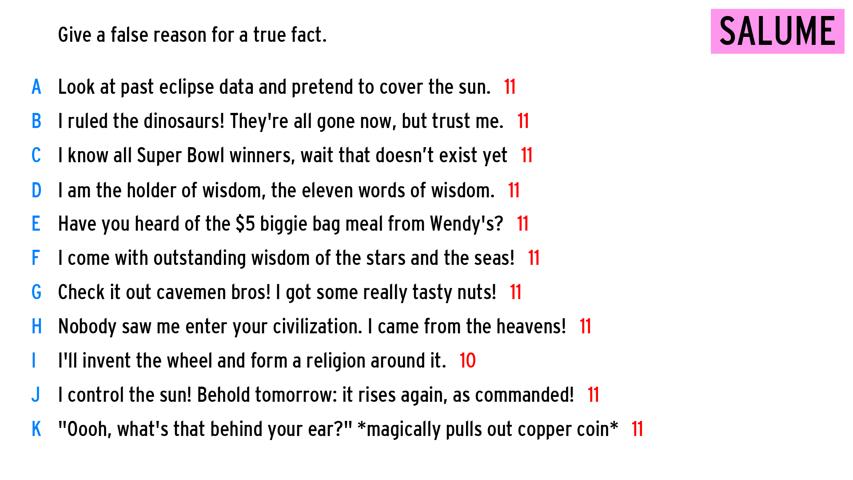 SALUME
Give a false reason for a true fact.
A Look at past eclipse data and pretend to cover the sun. 11
B I ruled the dinosaurs! They're all gone now, but trust me. 11
C I know all Super Bowl winners, wait that doesn’t exist yet 11
D I am the holder of wisdom, the eleven words of wisdom. 11
E Have you heard of the $5 biggie bag meal from Wendy's? 11
F I come with outstanding wisdom of the stars and the seas! 11
G Check it out cavemen bros! I got some really tasty nuts! 11
H Nobody saw me enter your civilization. I came from the heavens! 11
I I'll invent the wheel and form a religion around it. 10
J I control the sun! Behold tomorrow: it rises again, as commanded! 11
K "Oooh, what's that behind your ear?" *magically pulls out copper coin* 11